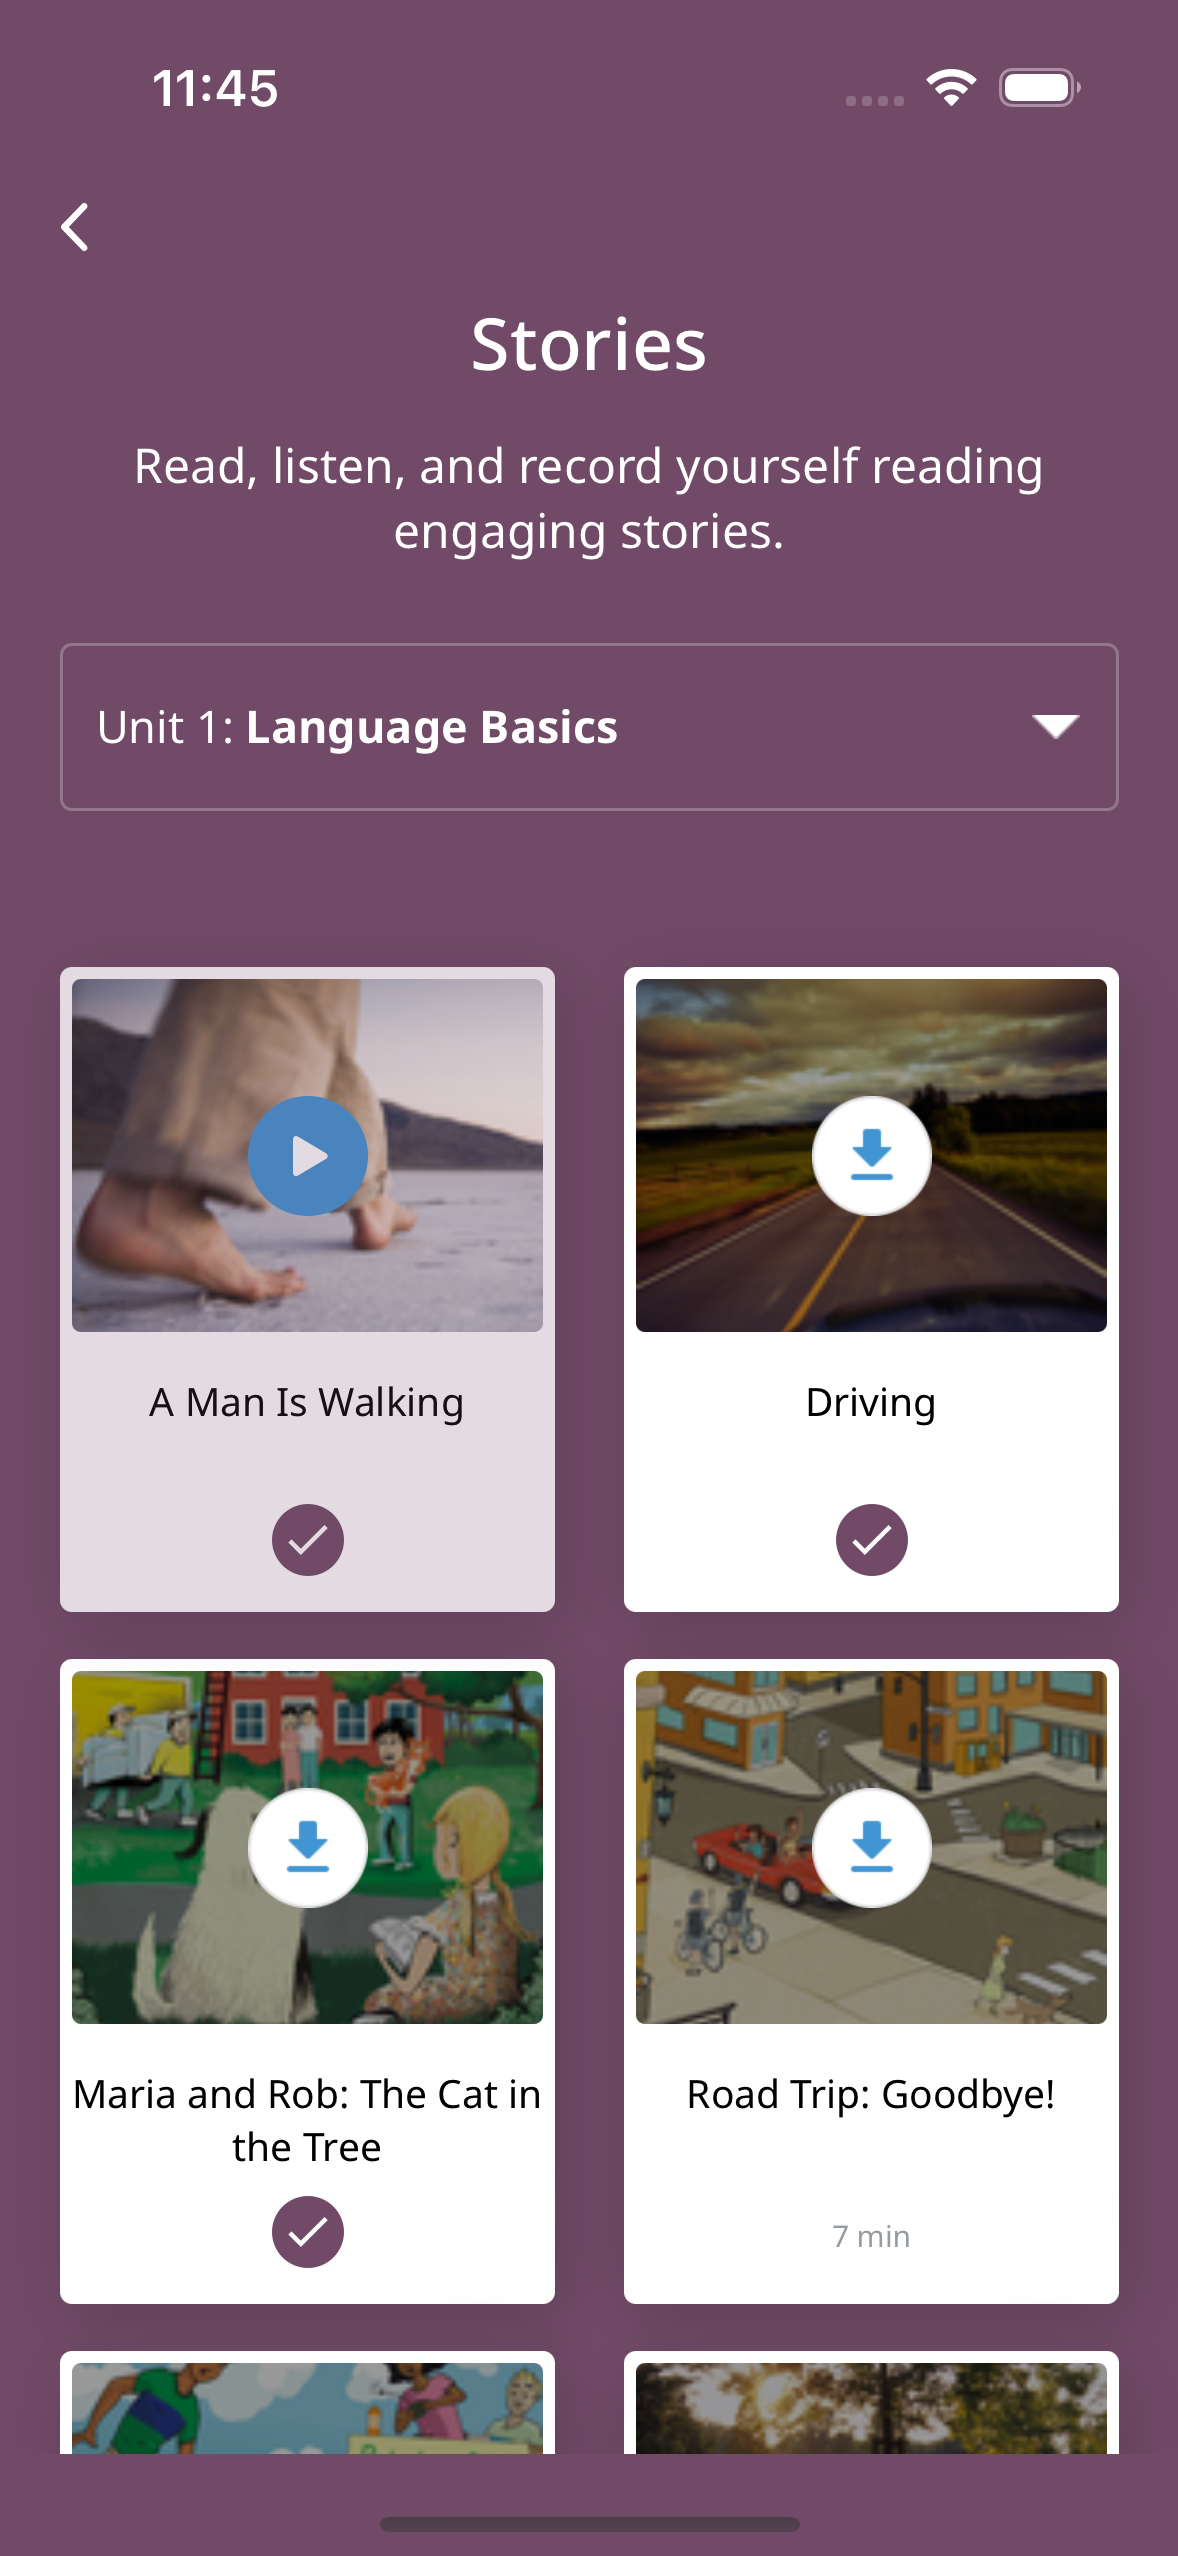 11:45
Stories
Read, listen, and record yourself reading
engaging stories.
Unit 1: Language Basics
A Man Is Walking
Driving
Maria and Rob: The Cat in
the Tree
Road Trip: Goodbye!
7 min